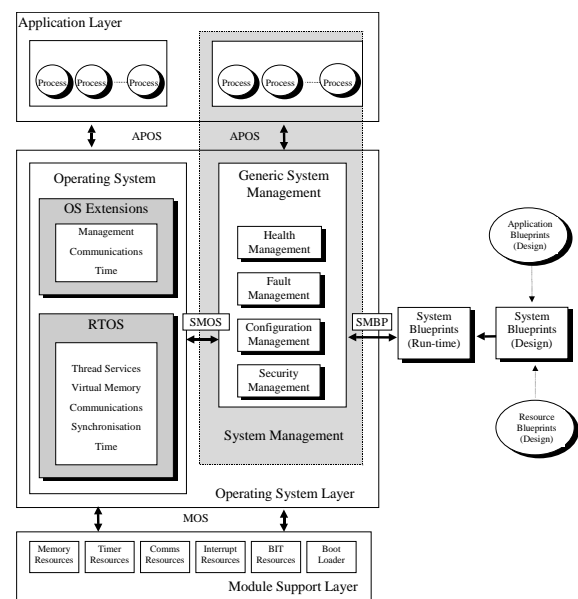 Application Layer
Process
Process
Process
Process
Process
Process
APOS
APOS
Operating System
OS Extensions
Management
Communications
Time
RTOS
Thread Services
Virtual Memory
Communications
Synchronisation
Time
SMOS
Generic System
Management
Health
Management
Fault
Management
Configuration
Management
Security
Management
System Management
SMBP
System
Blueprints
(Run-time)
System
Blueprints
(Design)
Application
Blueprints
(Design)
Resource
Blueprints
(Design)
Operating System Layer
MOS
Memory
Resources
Timer
Resources
Comms
Resources
Interrupt
Resources
BIT
Resources
Boot
Loader
Module Support Layer